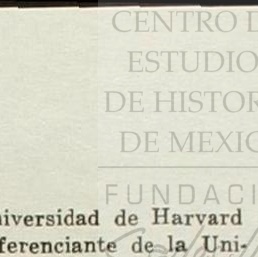 CENTRO D
ESTUDIO
DE HISTOR
DE MEXIC
FUNDACI
niversidad de Harvard
ferenciante de la Uni-